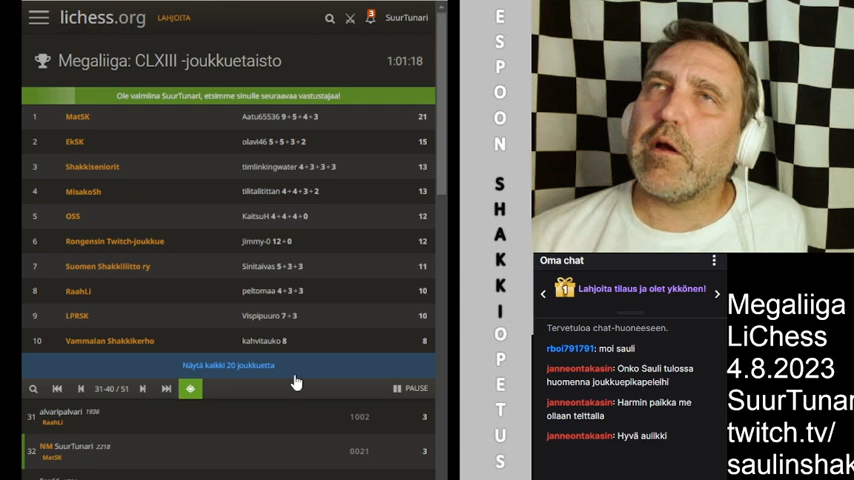 lichess.org LAHJOITA SuurTunari
3
Megaliiga: CLXIII -joukkuetaisto 1:01:18
Ole valmiina SuurTunari, etsimme sinulle seuraavaa vastustajaa!
1 MatSK Aatu65536 9+5+4+3 21
2 EkSK olavi46 5+5+3+2 15
3 Shakkiseniorit timlinkingwater 4+3+3+3 13
4 MisakoSh tilitalitittan 4+4+3+2 13
5 OSS KaitsuH 4+4+4+0 12
6 Rongensin Twitch-joukkue Jimmy-0 12+0 12
7 Suomen Shakkiliitto ry Sinitaivas 5+3+3 11
8 RaahLi peltomaa 4+3+3 10
9 LPRSK Vispipuuro 7+3 10
10 Vammalan Shakkikerho kahvitauko 8 8
Näytä kaikki 20 joukkuetta
31-40 / 51 PAUSE
31 alvaripalvari 1936 1002 3
RaahLi
32 NM SuurTunari 2218 0021 3
MatSK
ESPOON
SHAKKI
OPETUS
Oma chat
1 Lahjoita tilaus ja olet ykkönen!
Tervetuloa chat-huoneeseen.
rboi791791: moi sauli
janneontakasin: Onko Sauli tulossa
huomenna joukkuepikapeleihi
janneontakasin: Harmin paikka me
ollaan telttalla
janneontakasin: Hyvä aulikki
Megaliiga
LiChess
4.8.2023
SuurTunar
twitch.tv/
saulinshak